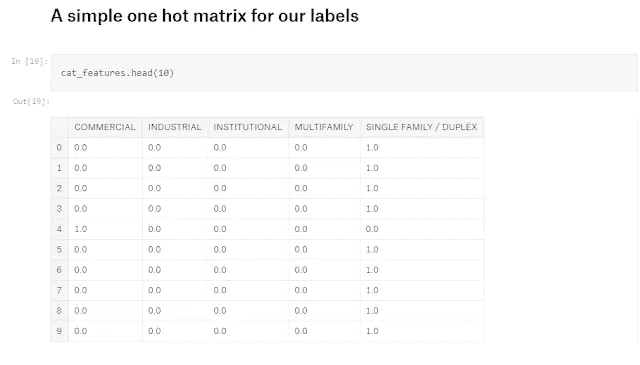 A simple one hot matrix for our labels
In [19]:
cat_features.head(10)
Out[19]:
COMMERCIAL INDUSTRIAL INSTITUTIONAL MULTIFAMILY SINGLE FAMILY / DUPLEX
0 0.0 0.0 0.0 0.0 1.0
1 0.0 0.0 0.0 0.0 1.0
2 0.0 0.0 0.0 0.0 1.0
3 0.0 0.0 0.0 0.0 1.0
4 1.0 0.0 0.0 0.0 0.0
5 0.0 0.0 0.0 0.0 1.0
6 0.0 0.0 0.0 0.0 1.0
7 0.0 0.0 0.0 0.0 1.0
8 0.0 0.0 0.0 0.0 1.0
9 0.0 0.0 0.0 0.0 1.0